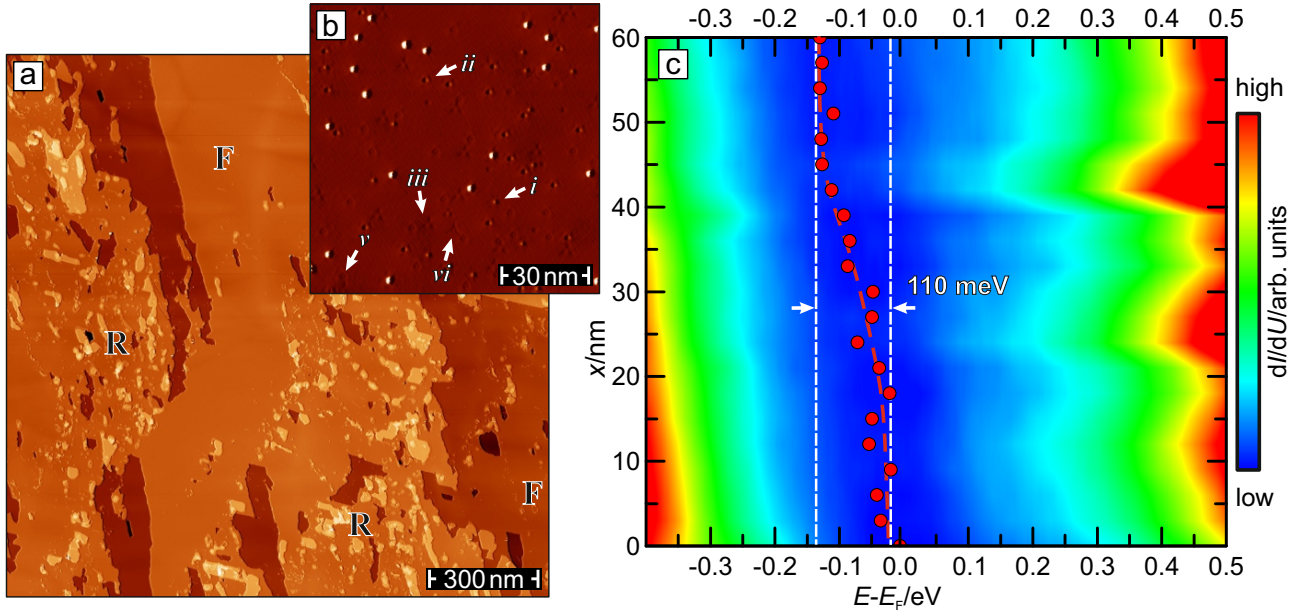 a
F
R
R
F
300 nm
b
ii
iii
i
v
vi
30 nm
-0.3 -0.2 -0.1 0.0 0.1 0.2 0.3 0.4 0.5
c
60
50
40
30
20
10
0
x/nm
110 meV
-0.3 -0.2 -0.1 0.0 0.1 0.2 0.3 0.4 0.5
E-EF/eV
high
dI/dU/arb. units
low